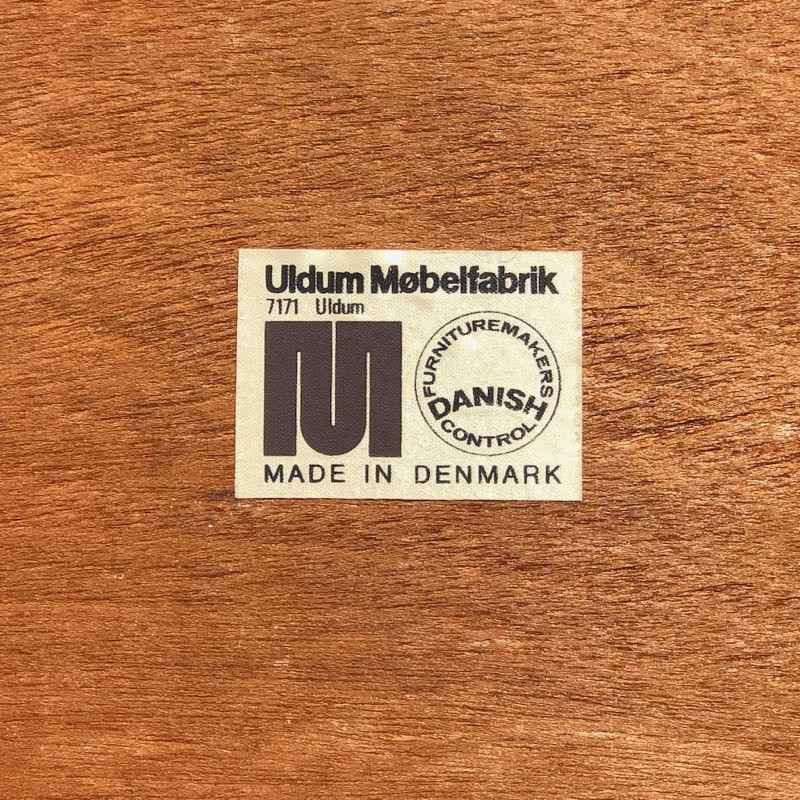 Uldum Møbelfabrik
7171 Uldum
FURNITUREMAKERS
DANISH
CONTROL
MADE IN DENMARK